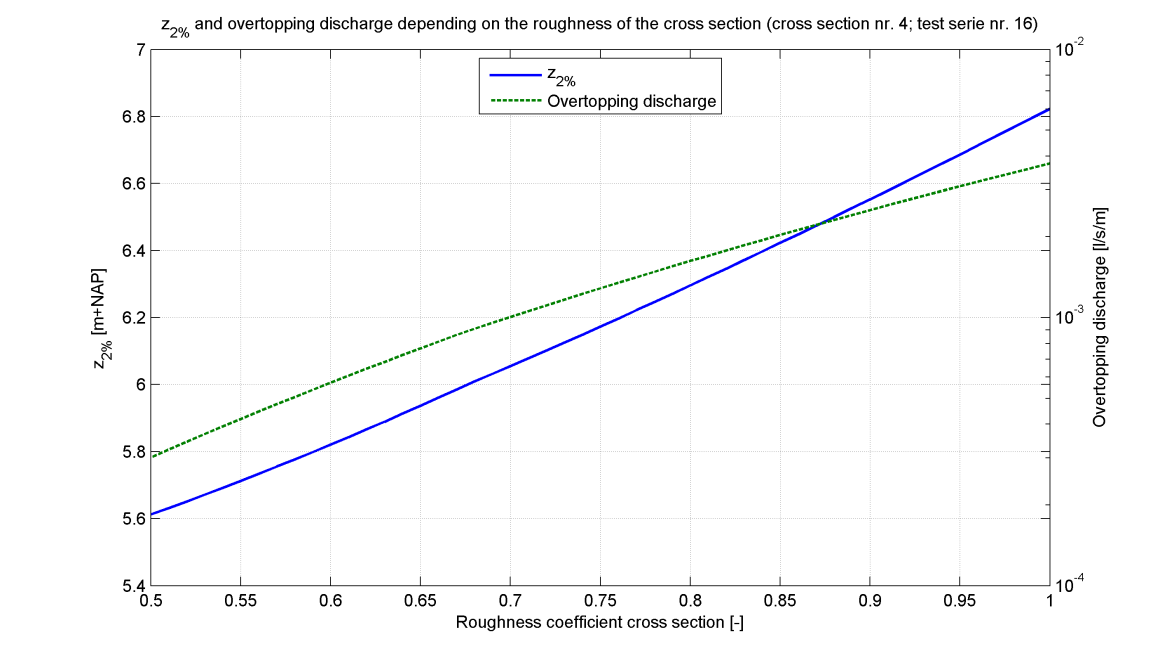 z2% and overtopping discharge depending on the roughness of the cross section (cross section nr. 4; test serie nr. 16)
z2%
Overtopping discharge
7
6.8
6.6
6.4
6.2
6
5.8
5.6
5.4
z2% [m+NAP]
10-2
10-3
10-4
Overtopping discharge [l/s/m]
0.5 0.55 0.6 0.65 0.7 0.75 0.8 0.85 0.9 0.95 1
Roughness coefficient cross section [-]